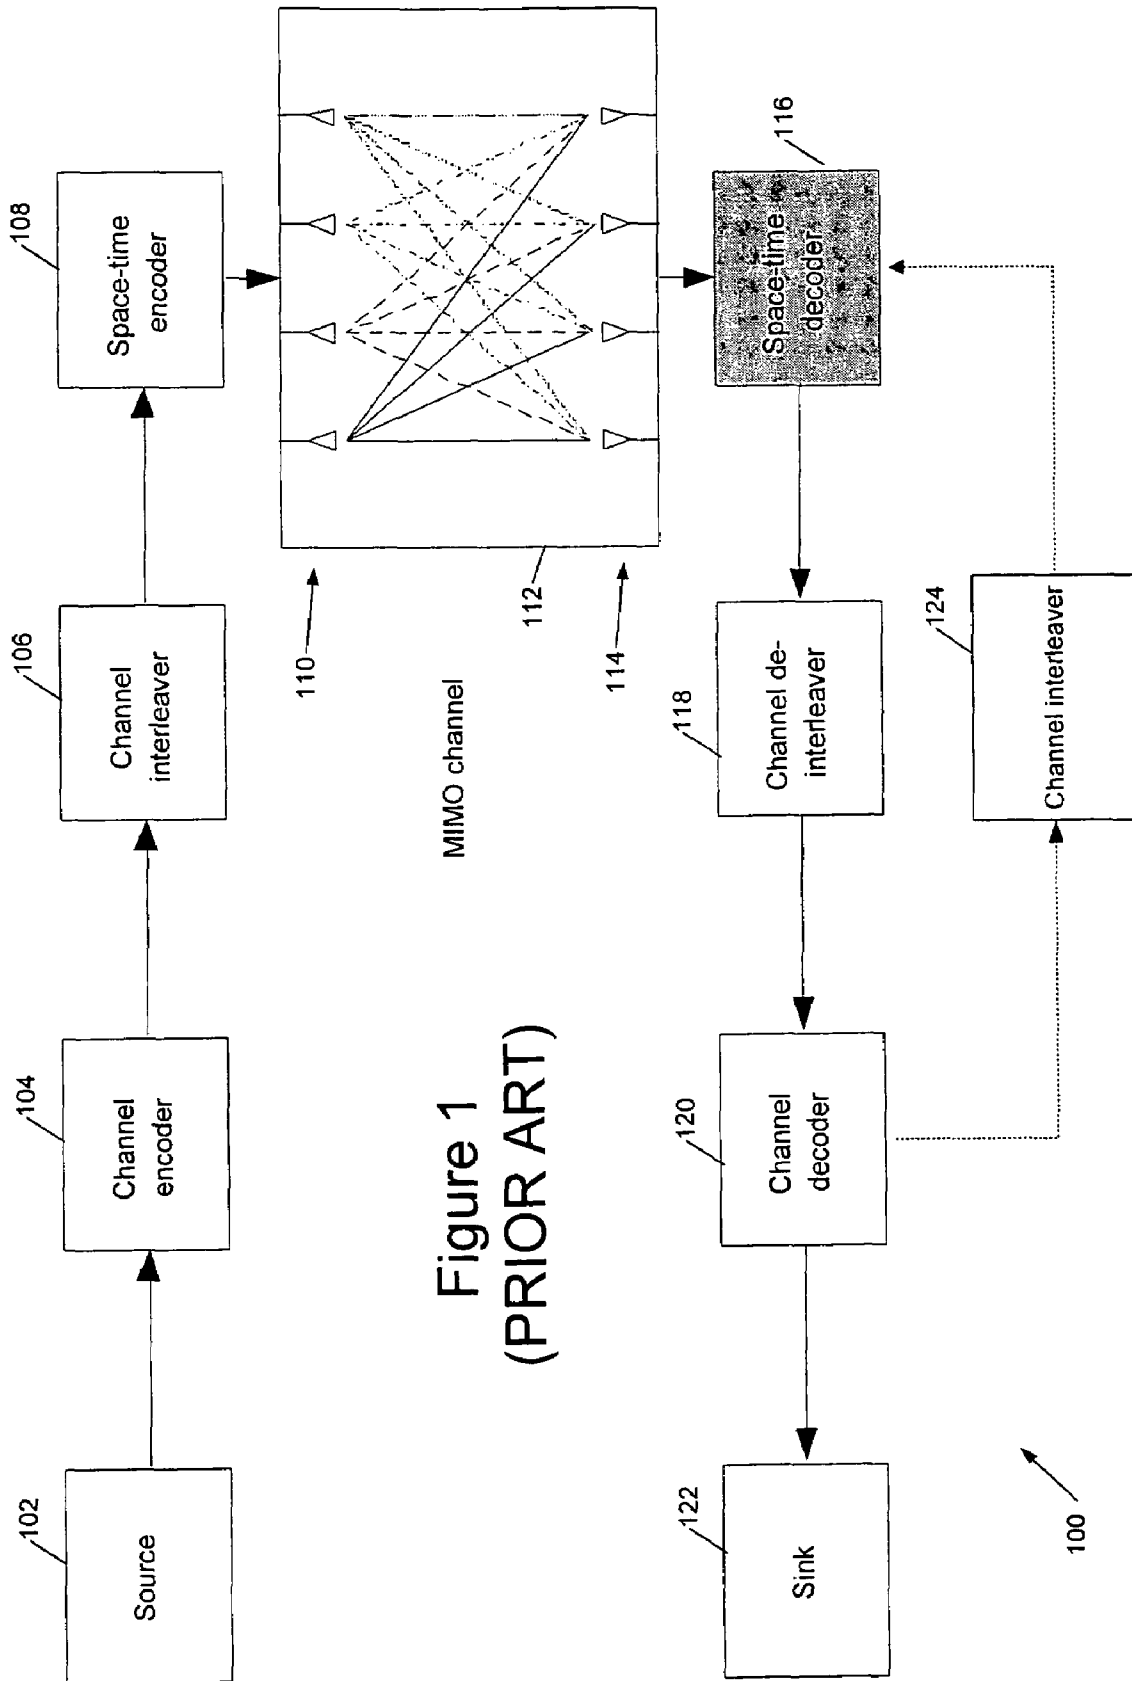 102
Source
104
Channel
encoder
106
Channel
interleaver
108
Space-time
encoder
110
MIMO channel
112
114
Figure 1
(PRIOR ART)
122
Sink
120
Channel
decoder
118
Channel de-
interleaver
116
Space-time
decoder
124
Channel interleaver
100